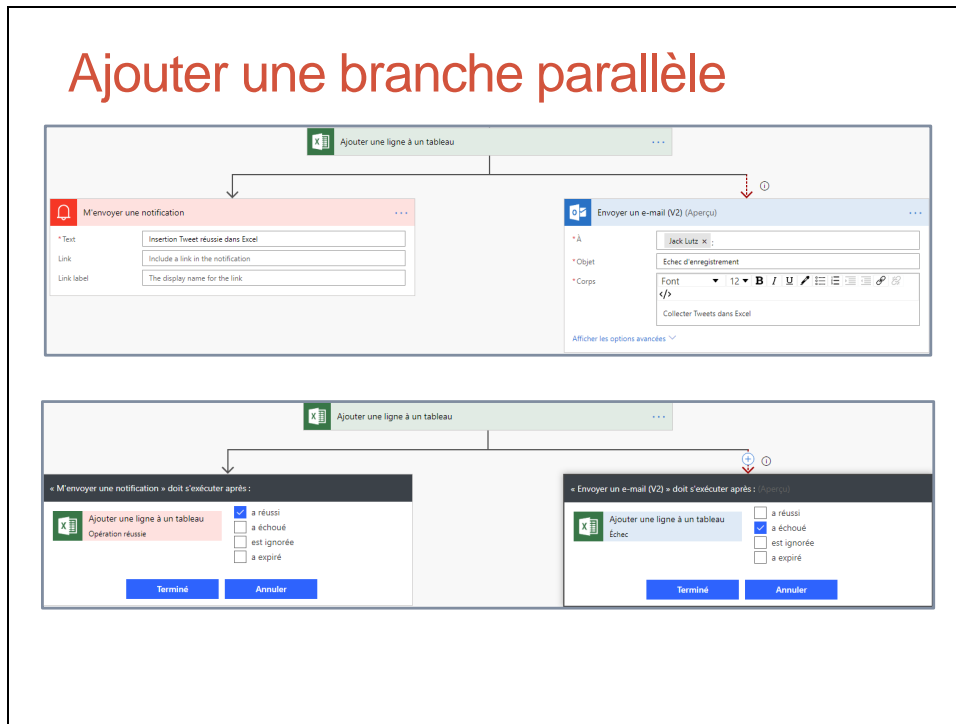 Ajouter une branche parallèle
Ajouter une ligne à un tableau
M'envoyer une notification
* Text
Insertion Tweet réussie dans Excel
Link
Include a link in the notification
Link label
The display name for the link
Envoyer un e-mail (V2) (Aperçu)
* À
Jack Lutz × ;
* Objet
Echec d'enregistrement
* Corps
Font 12 B I U
</>
Collecter Tweets dans Excel
Afficher les options avancées
Ajouter une ligne à un tableau
« M'envoyer une notification » doit s'exécuter après :
Ajouter une ligne à un tableau
Opération réussie
a réussi
a échoué
est ignorée
a expiré
Terminé
Annuler
« Envoyer un e-mail (V2) » doit s'exécuter après : (Aperçu)
Ajouter une ligne à un tableau
Échec
a réussi
a échoué
est ignorée
a expiré
Terminé
Annuler